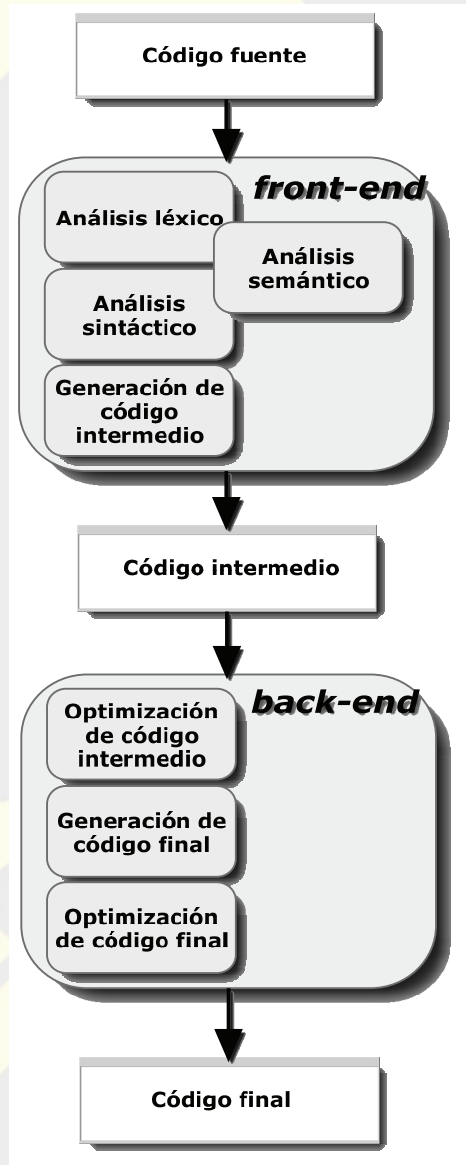 Código fuente
front-end
Análisis léxico
Análisis
semántico
Análisis
sintáctico
Generación de
código
intermedio
Código intermedio
back-end
Optimización
de código
intermedio
Generación de
código final
Optimización
de código final
Código final